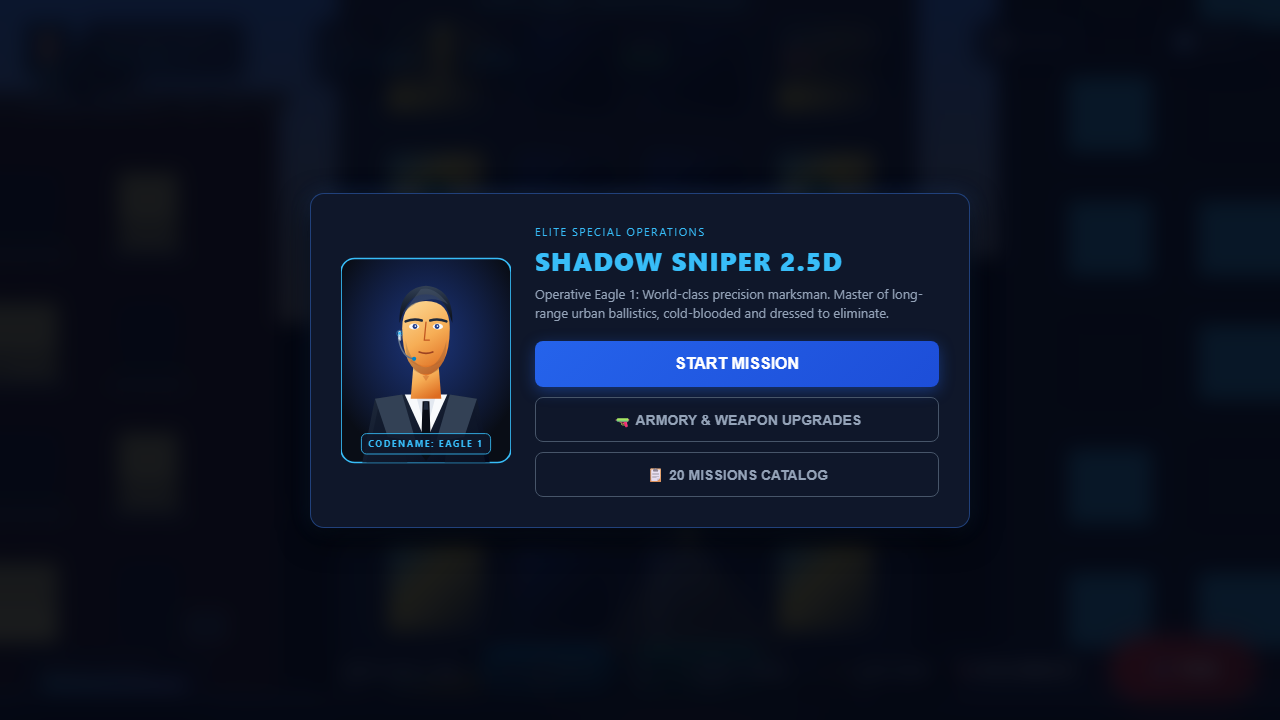 ELITE SPECIAL OPERATIONS
SHADOW SNIPER 2.5D
Operative Eagle 1: World-class precision marksman. Master of long-
range urban ballistics, cold-blooded and dressed to eliminate.
CODENAME: EAGLE 1
START MISSION
ARMORY & WEAPON UPGRADES
20 MISSIONS CATALOG